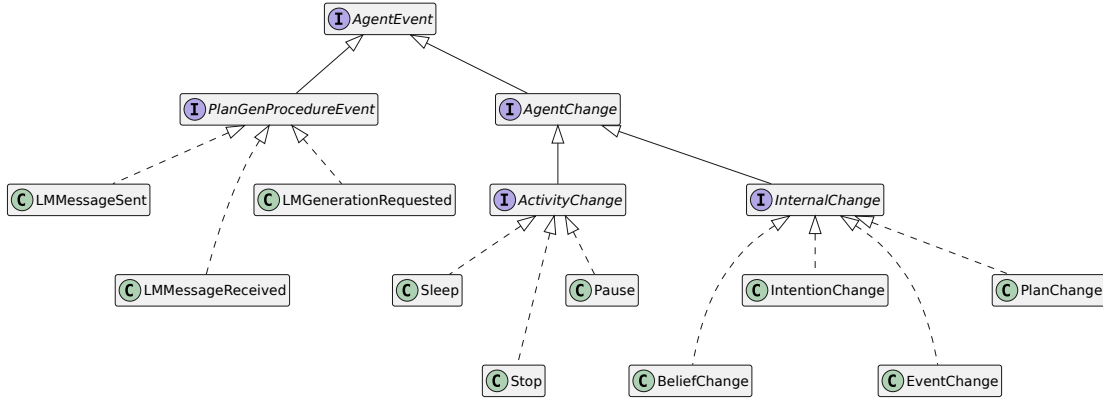 I AgentEvent
I PlanGenProcedureEvent
I AgentChange
C LMMessageSent
C LMGenerationRequested
I ActivityChange
I InternalChange
C LMMessageReceived
C Sleep
C Pause
C IntentionChange
C PlanChange
C Stop
C BeliefChange
C EventChange